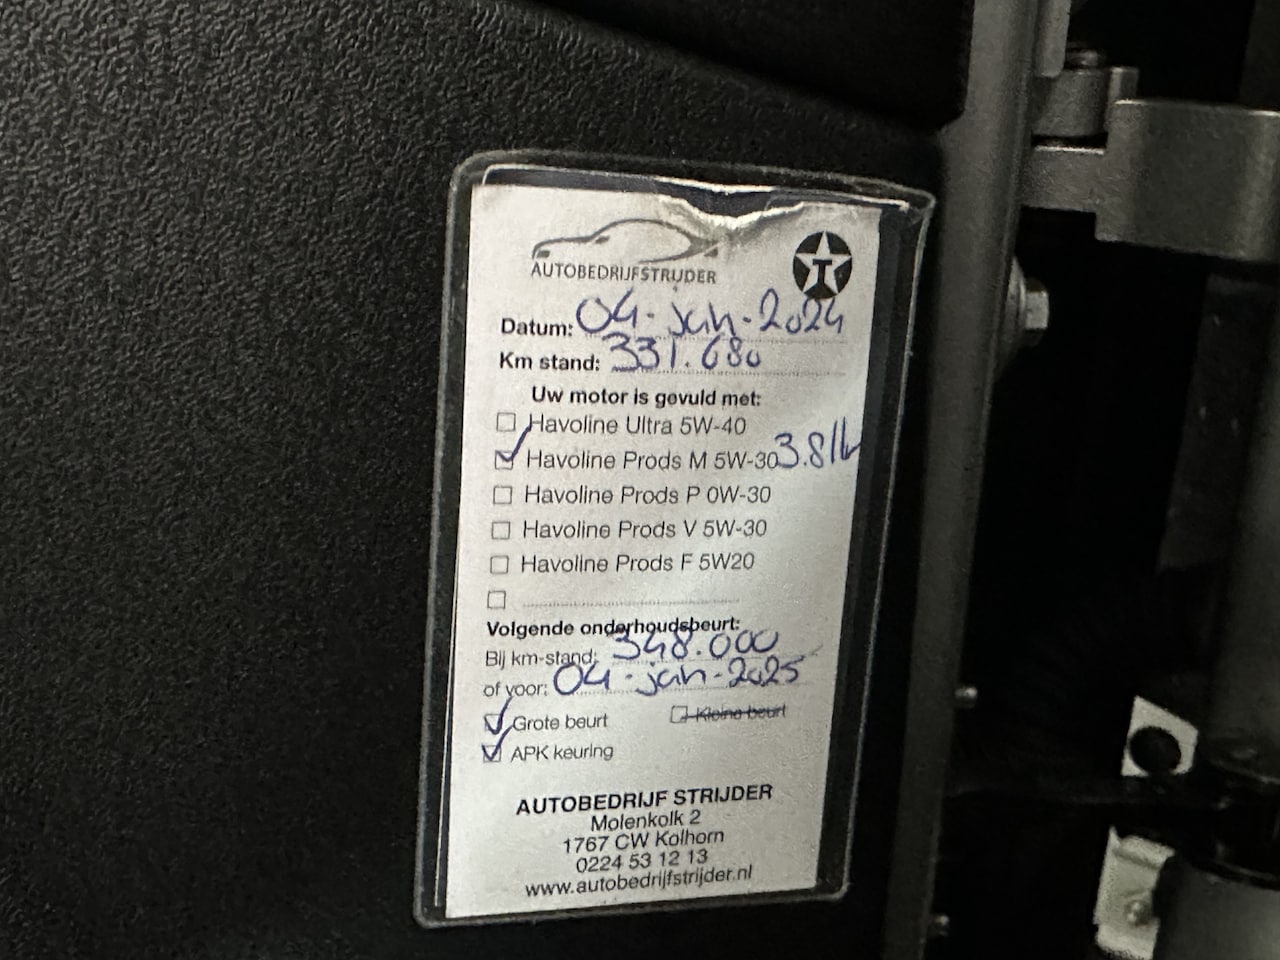 AUTOBEDRIJFSTRIJDER
T
Datum: 04-jan-2024
Km stand: 331.680
Uw motor is gevuld met:
Havoline Ultra 5W-40
Havoline Prods M 5W-30 3.8
Havoline Prods P 0W-30
Havoline Prods V 5W-30
Havoline Prods F 5W20
Volgende onderhoudsbeurt:
Bij km-stand: 348.000
of voor: 04-jan-2025
Grote beurt Kleine beurt
APK keuring
AUTOBEDRIJF STRIJDER
Molenkolk 2
1767 CW Kolhorn
0224 53 12 13
www.autobedrijfstrijder.nl